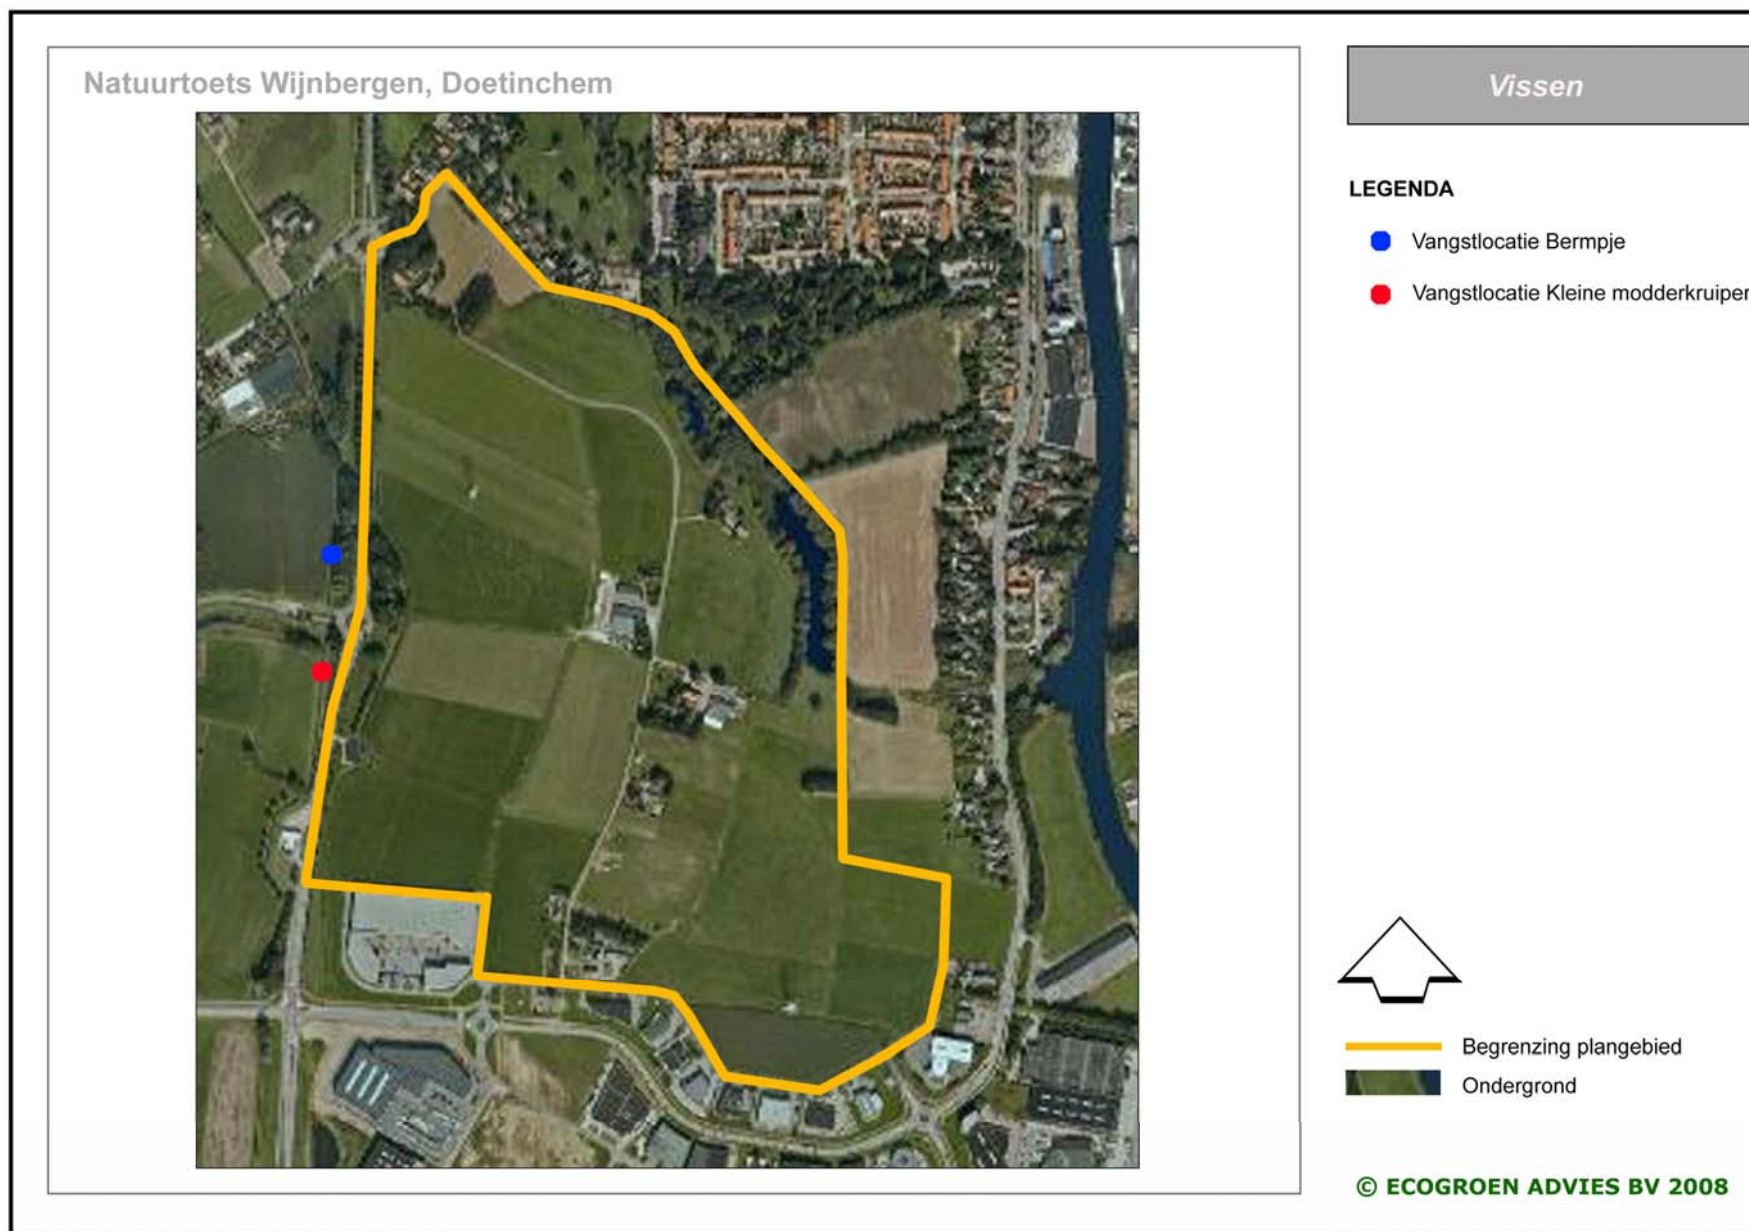 Natuurtoets Wijnbergen, Doetinchem
Vissen
LEGENDA
Vangstlocatie Bermpje
Vangstlocatie Kleine modderkruiper
Begrenzing plangebied
Ondergrond
© ECOGROEN ADVIES BV 2008